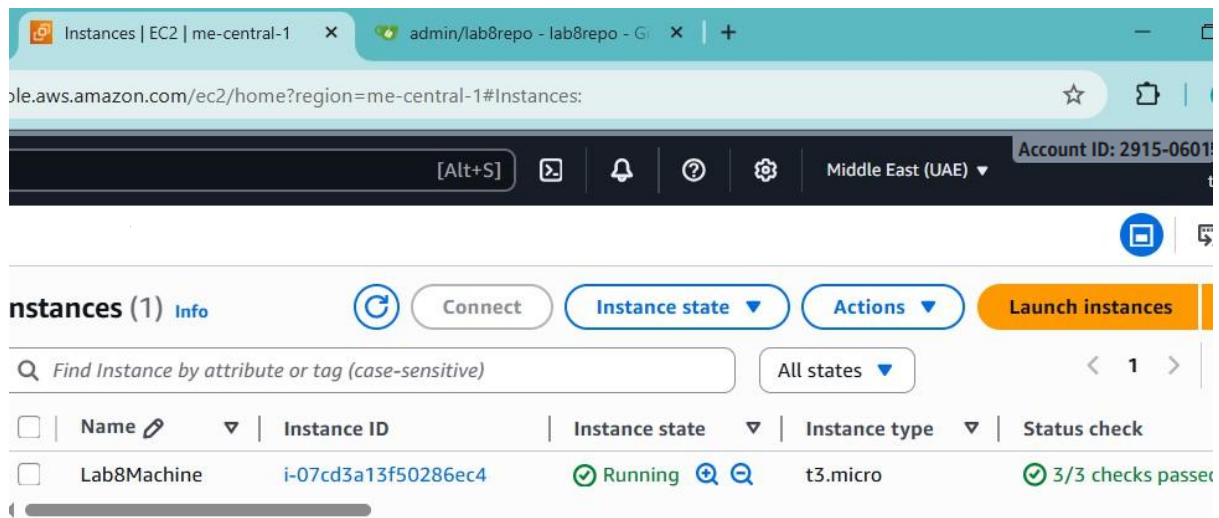 Instances | EC2 | me-central-1
admin/lab8repo - lab8repo - Gi
ole.aws.amazon.com/ec2/home?region=me-central-1#Instances:
[Alt+S] Middle East (UAE) Account ID: 2915-0601
nstances (1) Info Connect Instance state Actions Launch instances
Find Instance by attribute or tag (case-sensitive) All states 1
Name Instance ID Instance state Instance type Status check
Lab8Machine i-07cd3a13f50286ec4 Running t3.micro 3/3 checks passed